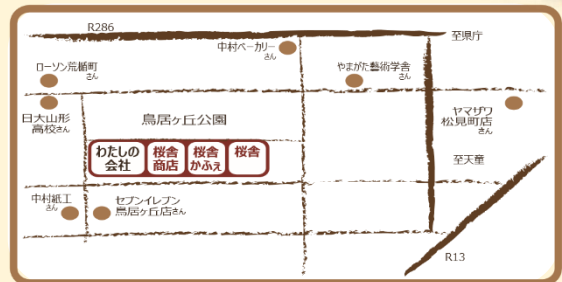 R286
至県庁
中村ベーカリー
さん
ローソン荒楯町
さん
やまがた藝術学舎
さん
日大山形
高校さん
鳥居ヶ丘公園
ヤマザワ
松見町店
さん
わたしの
会社
桜舎
商店
桜舎
かふぇ
桜舎
至天童
中村紙工
さん
セブンイレブン
鳥居ヶ丘店さん
R13